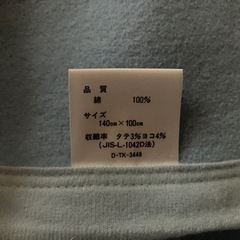 品質
綿 100%
サイズ
140cm×100cm
収縮率 タテ3%ヨコ4%
(JIS-L-1042D法)
D-TK-3448